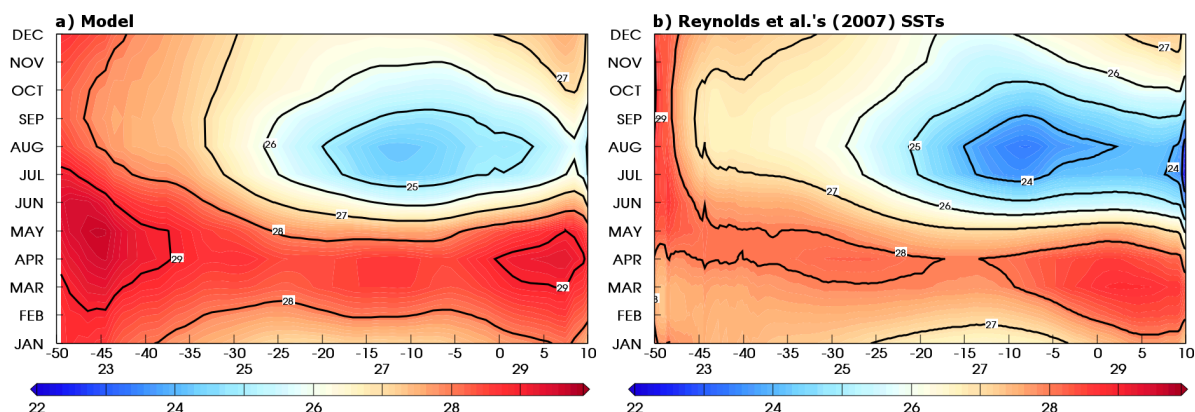 a) Model
DEC
NOV
OCT
SEP
AUG
JUL
JUN
MAY
APR
MAR
FEB
JAN
27
26
25
27
28
29
29
28
-50 -45 -40 -35 -30 -25 -20 -15 -10 -5 0 5 10
23 25 27 29
22 24 26 28
b) Reynolds et al.'s (2007) SSTs
DEC
NOV
OCT
SEP
AUG
JUL
JUN
MAY
APR
MAR
FEB
JAN
27
26
29
25
24
24
27
26
28
27
-50 -45 -40 -35 -30 -25 -20 -15 -10 -5 0 5 10
23 25 27 29
22 24 26 28